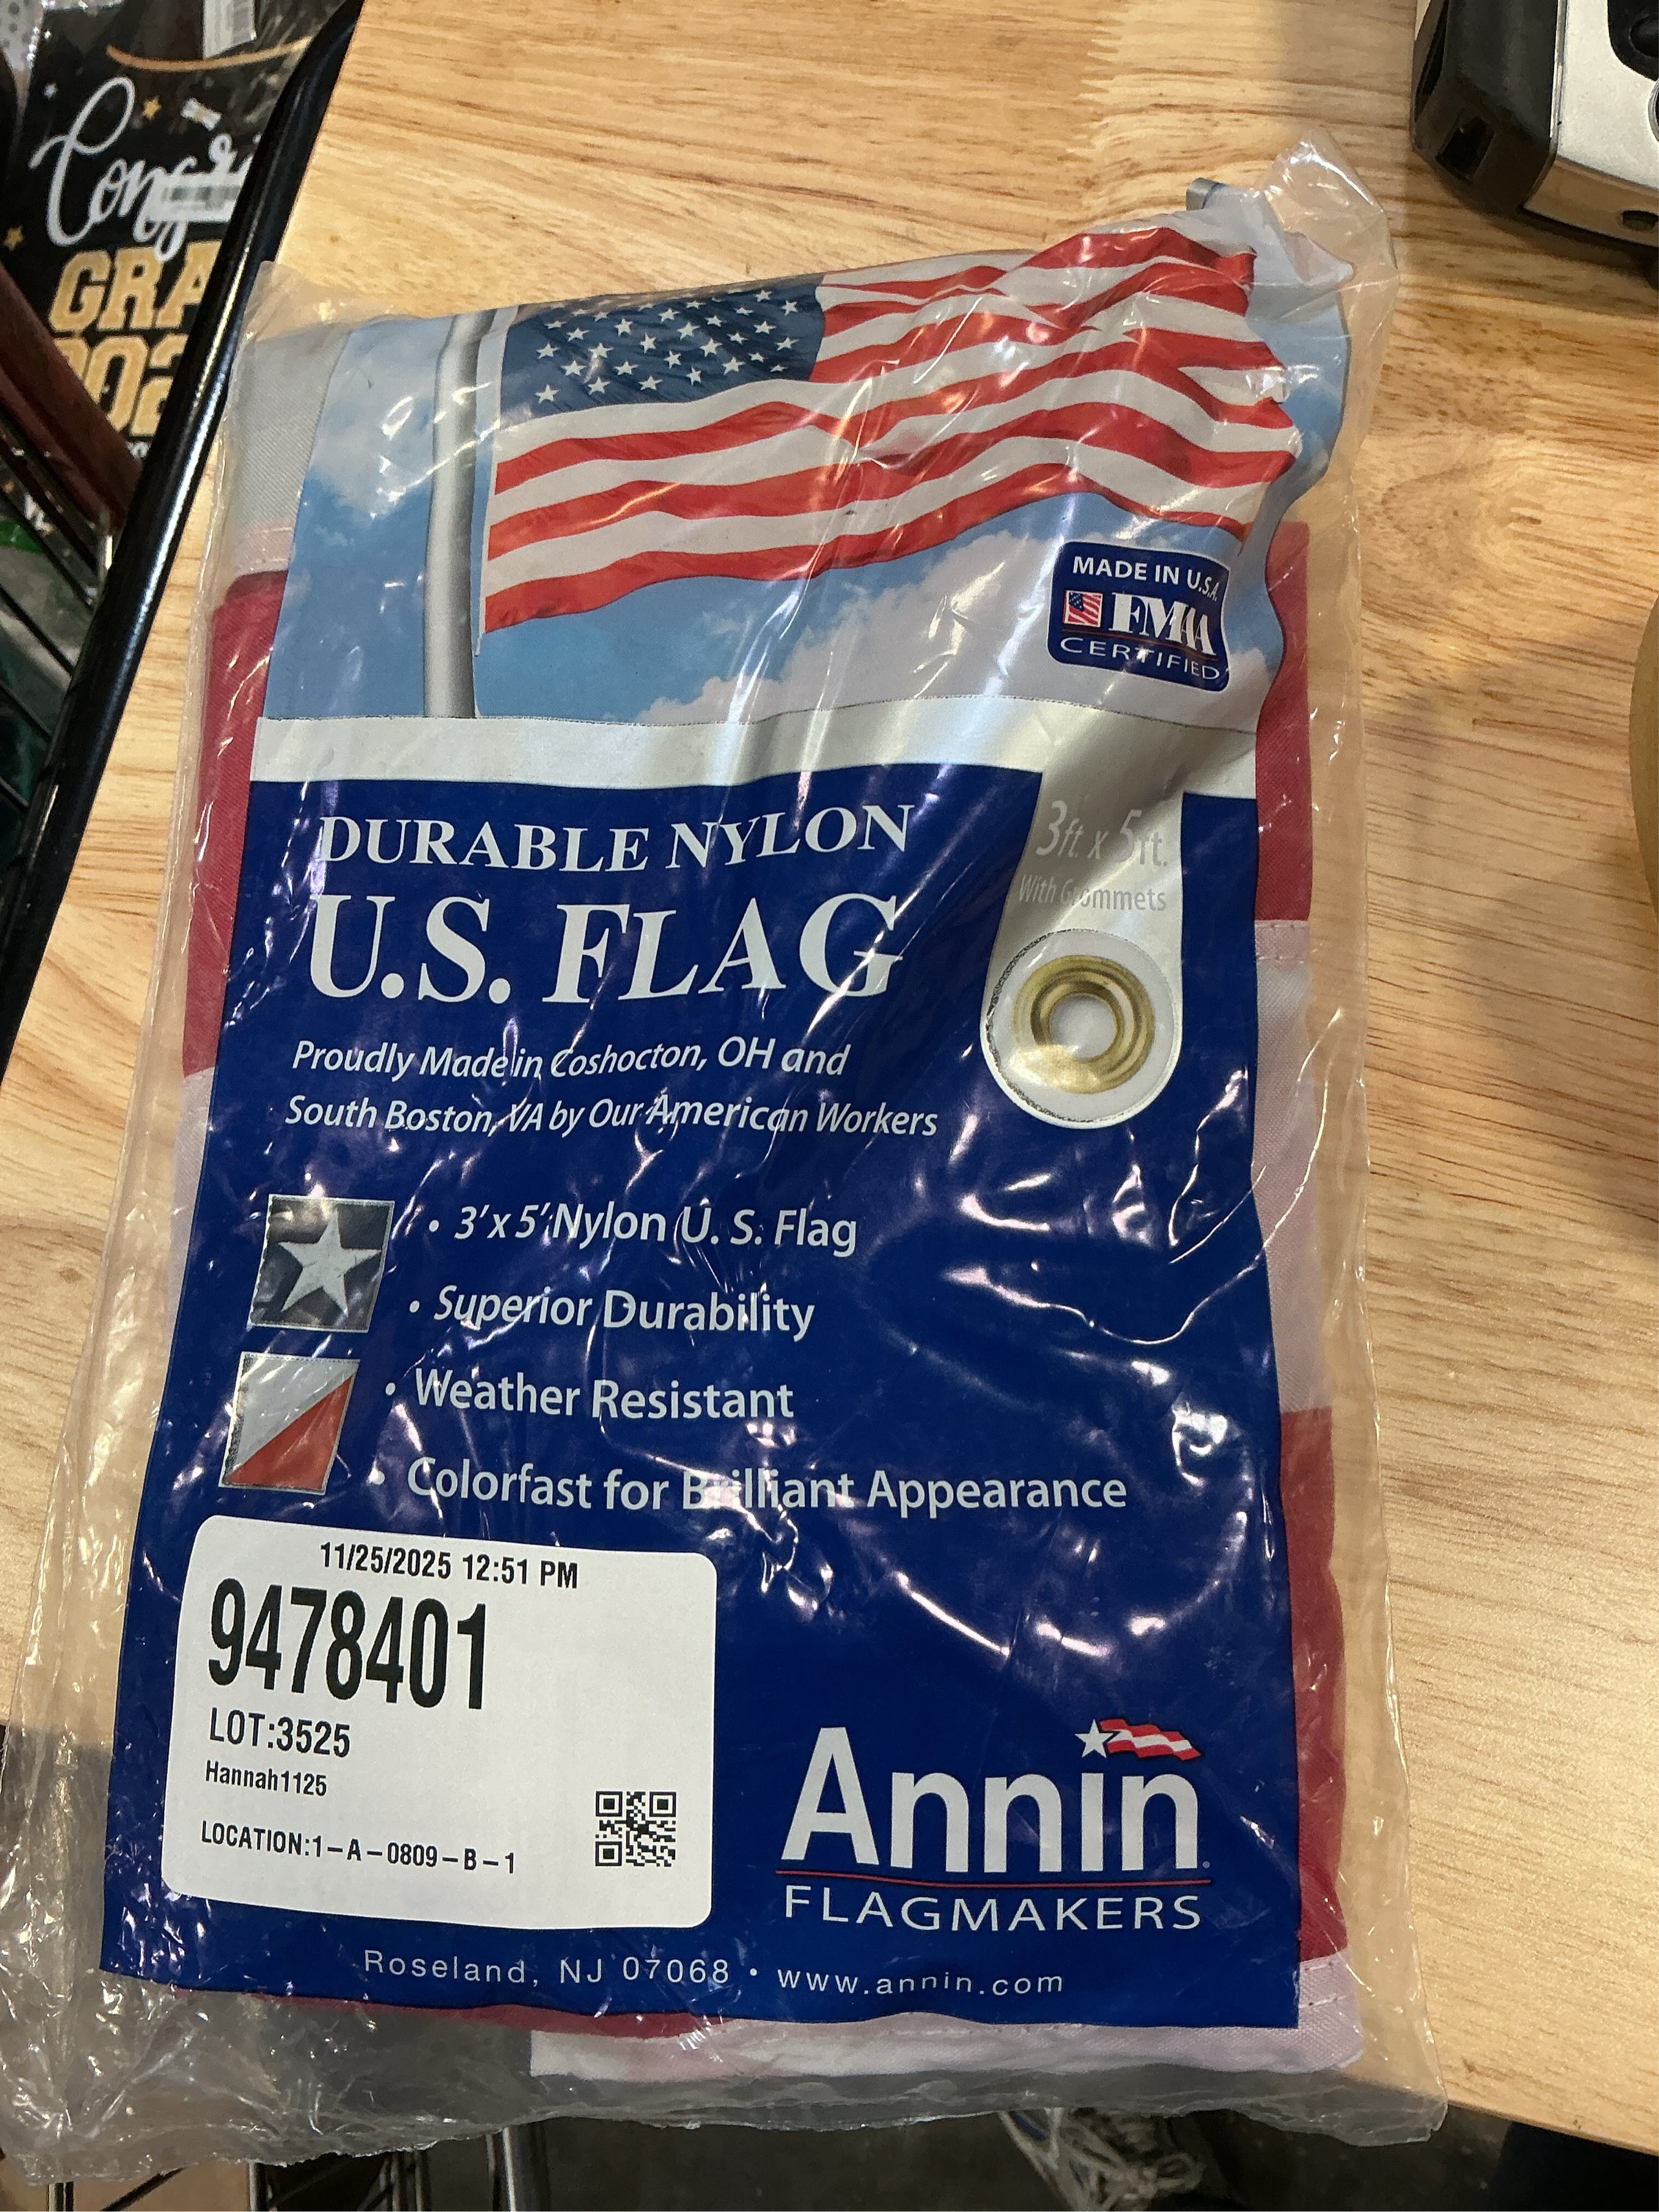 Congrats
GRA
202
MADE IN U.S.A.
FMAA
CERTIFIED
3ft. x 5ft.
With Grommets
DURABLE NYLON
U.S. FLAG
Proudly Made in Coshocton, OH and
South Boston, VA by Our American Workers
• 3'x 5' Nylon U. S. Flag
• Superior Durability
• Weather Resistant
• Colorfast for Brilliant Appearance
11/25/2025 12:51 PM
9478401
LOT:3525
Hannah1125
LOCATION:1-A-0809-B-1
Annin
FLAGMAKERS
Roseland, NJ 07068 • www.annin.com